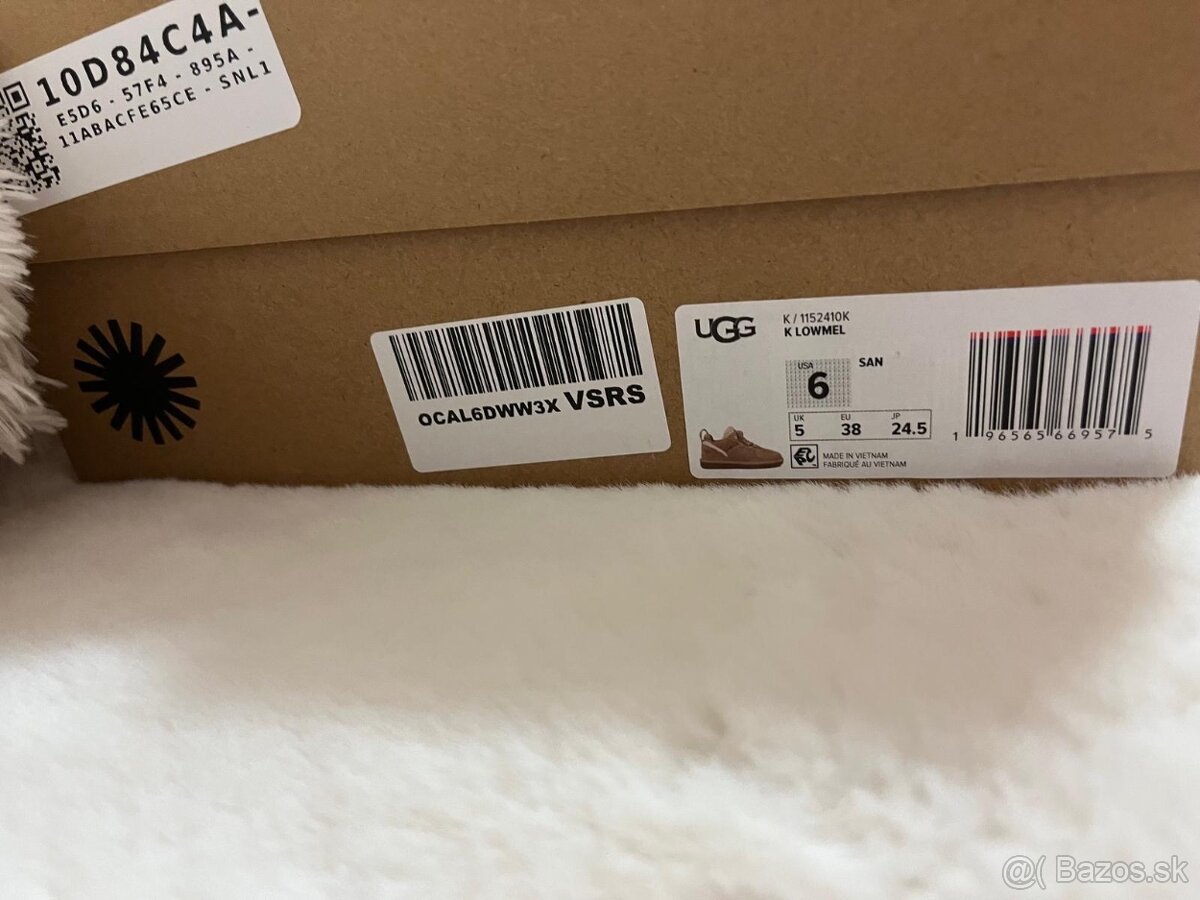 10D84C4A-
E5D6 - 57F4 - 895A -
11ABACFE65CE - SNL1
OCAL6DWW3X VSRS
UGG
K / 1152410K
K LOWMEL
USA
6
SAN
UK EU JP
5 38 24.5
MADE IN VIETNAM
FABRIQUÉ AU VIETNAM
1 96565 66957 5
@( Bazos.sk